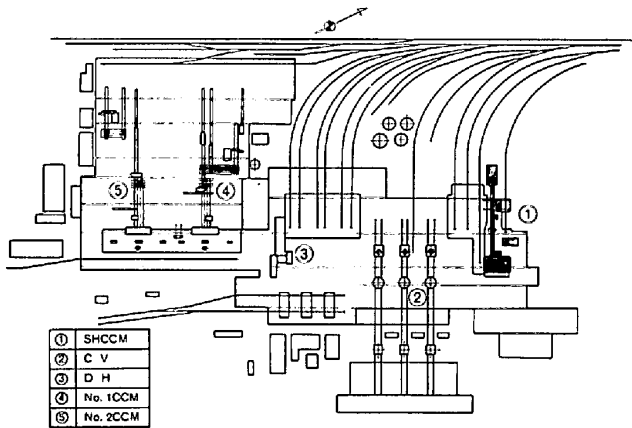 ⑤
④
①
③
②
① SHCCM
② C V
③ D H
④ No. 1CCM
⑤ No. 2CCM